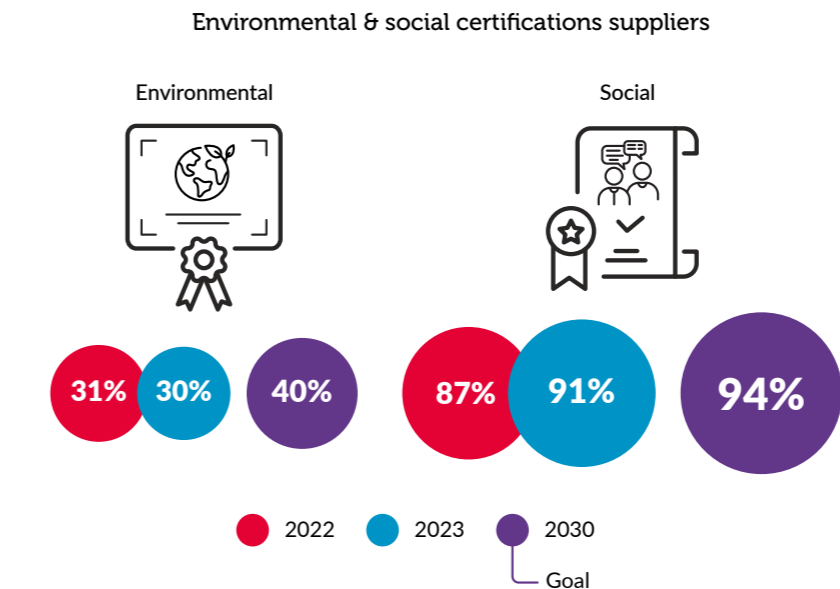 Environmental & social certifications suppliers
Environmental
Social
31%
30%
40%
87%
91%
94%
2022
2023
2030
Goal